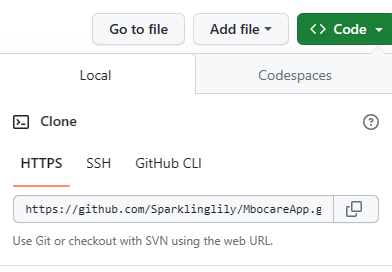 Go to file Add file <> Code
Local Codespaces
Clone
HTTPS SSH GitHub CLI
https://github.com/Sparklinglily/MbocareApp.g
Use Git or checkout with SVN using the web URL.